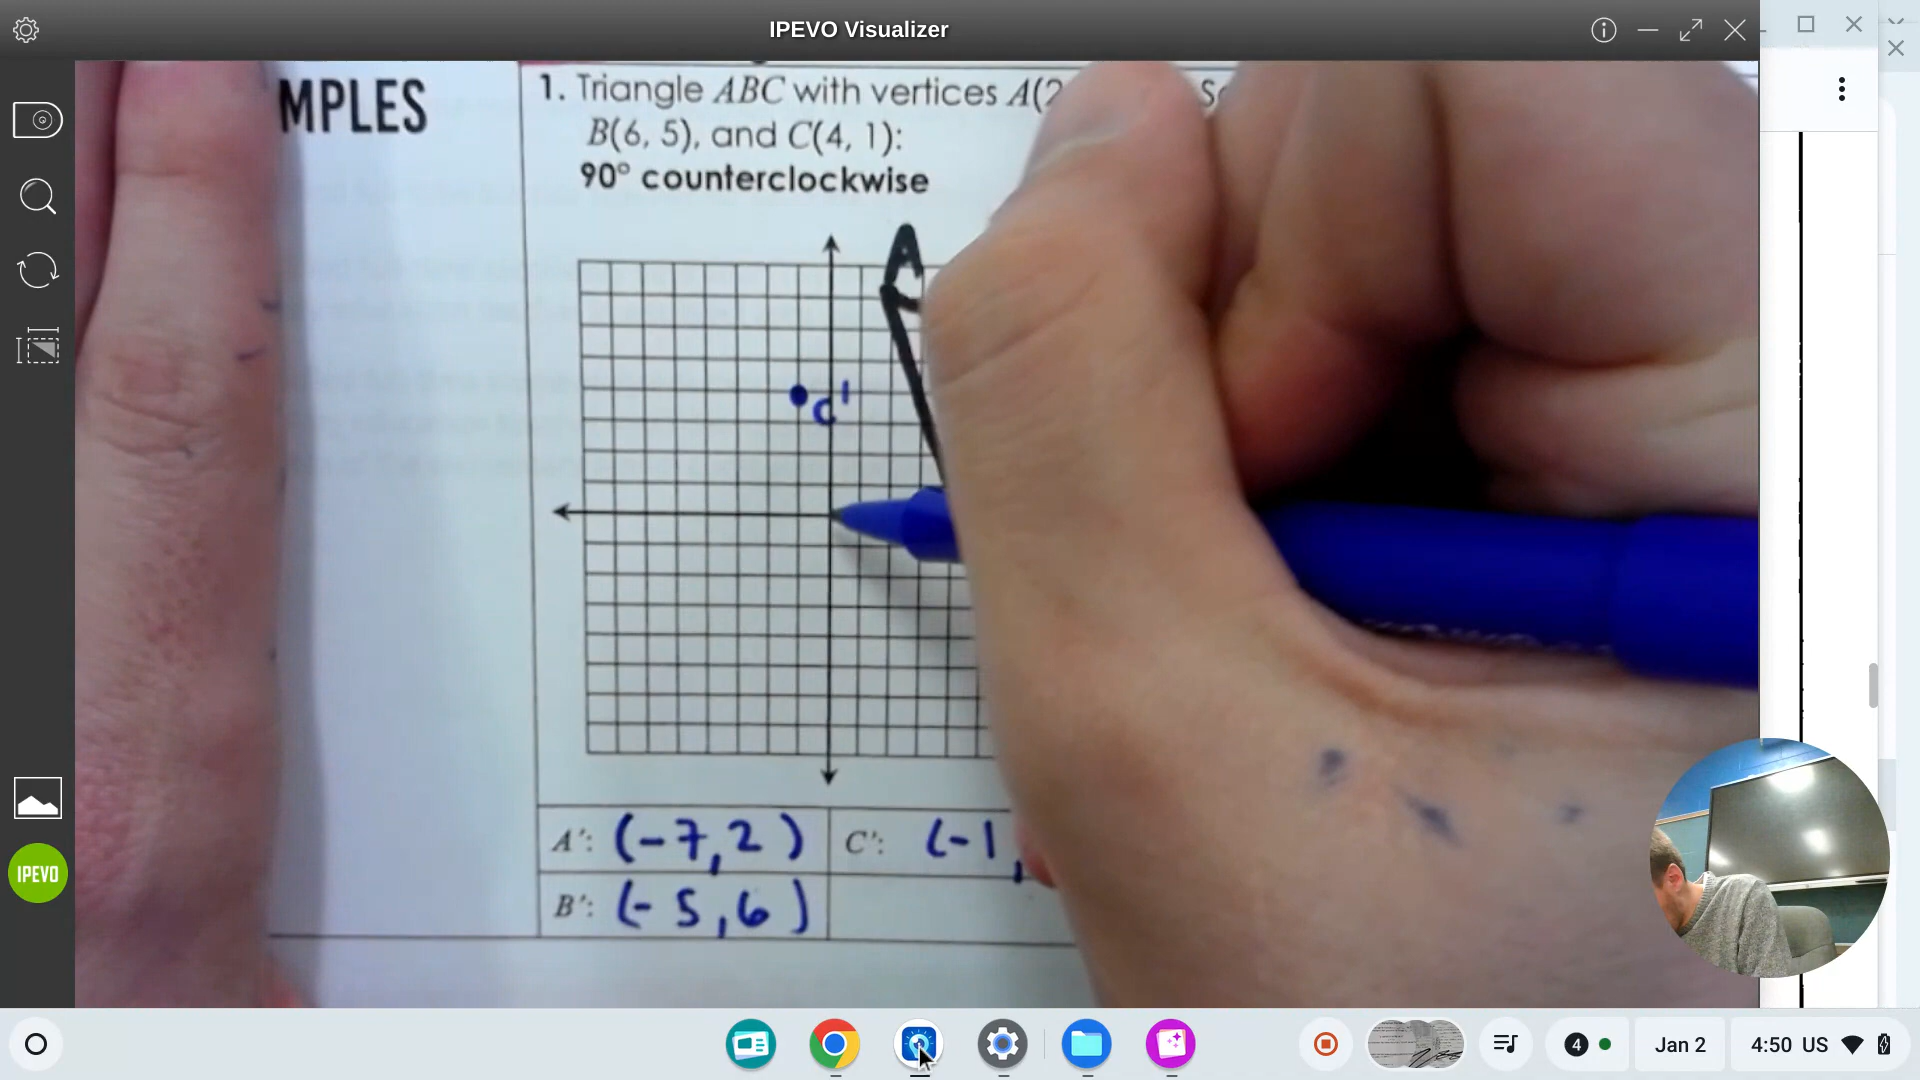 IPEVO Visualizer
MPLES
1. Triangle ABC with vertices A(2
B(6, 5), and C(4, 1):
90° counterclockwise
A
C'
A': (-7,2) C': (-1,
B': (-5,6)
IPEVO
4
Jan 2
4:50 US